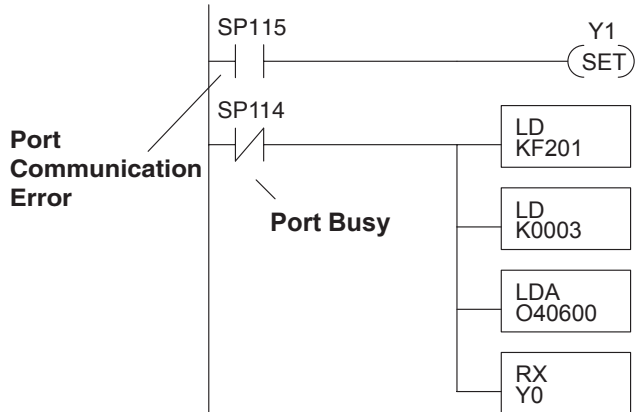 SP115
Y1
SET
SP114
Port
Communication
Error
Port Busy
LD
KF201
LD
K0003
LDA
O40600
RX
Y0